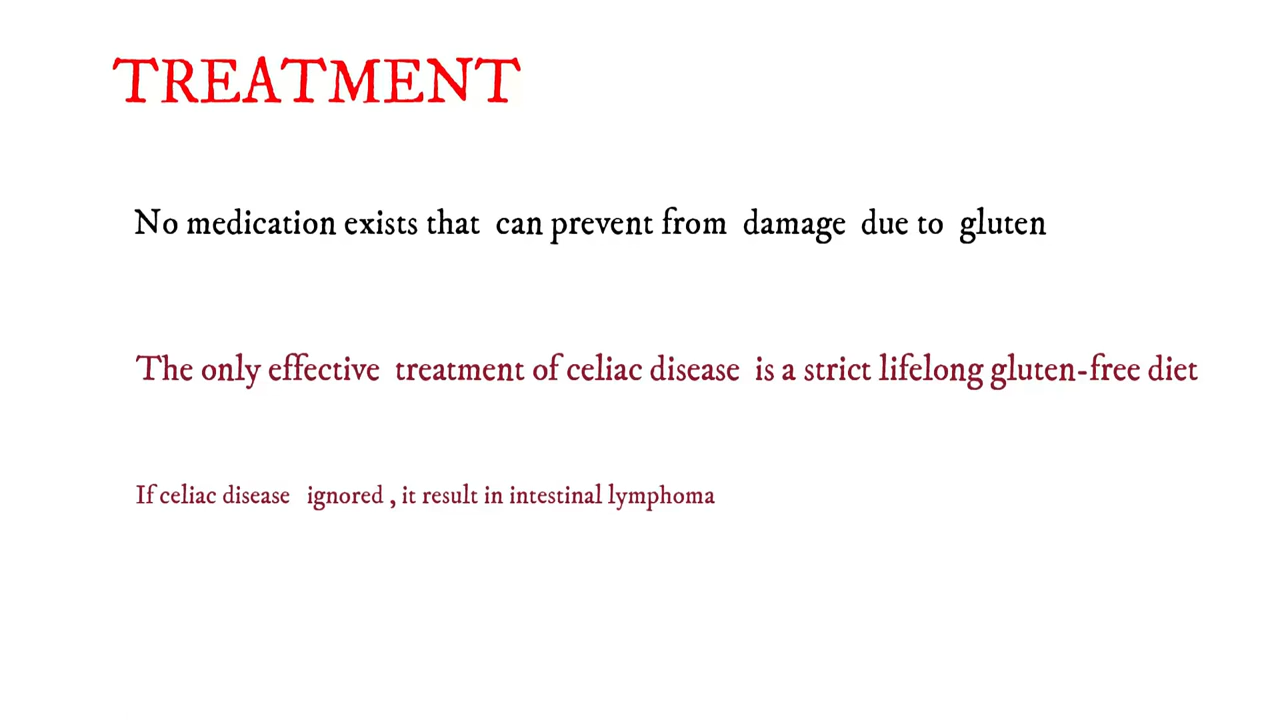 TREATMENT
No medication exists that can prevent from damage due to gluten
The only effective treatment of celiac disease is a strict lifelong gluten-free diet
If celiac disease ignored , it result in intestinal lymphoma